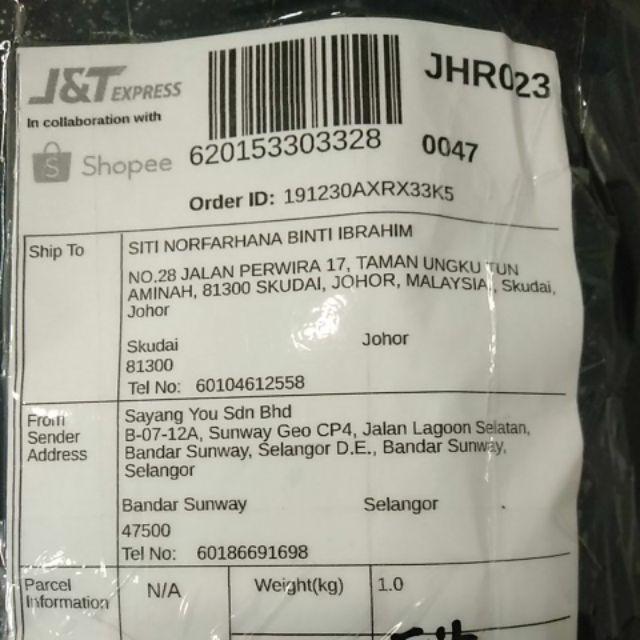 J&T EXPRESS
In collaboration with
Shopee
620153303328
JHR023
0047
Order ID: 191230AXRX33K5
Ship To
SITI NORFARHANA BINTI IBRAHIM
NO.28 JALAN PERWIRA 17, TAMAN UNGKU TUN
AMINAH, 81300 SKUDAI, JOHOR, MALAYSIA, Skudai,
Johor
Skudai Johor
81300
Tel No: 60104612558
From
Sender
Address
Sayang You Sdn Bhd
B-07-12A, Sunway Geo CP4, Jalan Lagoon Selatan,
Bandar Sunway, Selangor D.E., Bandar Sunway,
Selangor
Bandar Sunway Selangor
47500
Tel No: 60186691698
Parcel
Information
N/A
Weight(kg)
1.0